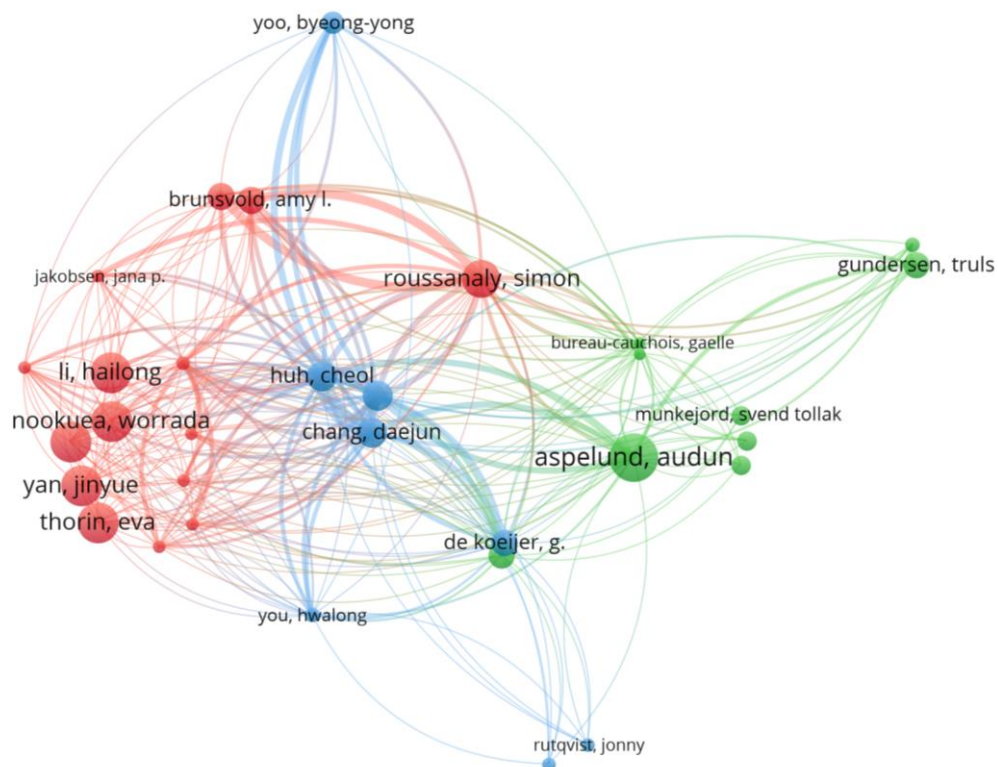 yoo, byeong-yong
brunsvold, amy l.
gundersen, truls
jakobsen, jana p.
roussanaly, simon
bureau-cauchois, gaelle
li, hailong
huh, cheol
munkejord, svend tollak
nookuea, worrada
chang, daejun
aspelund, audun
yan, jinyue
thorin, eva
de koeijer, g.
you, hwalong
rutqvist, jonny